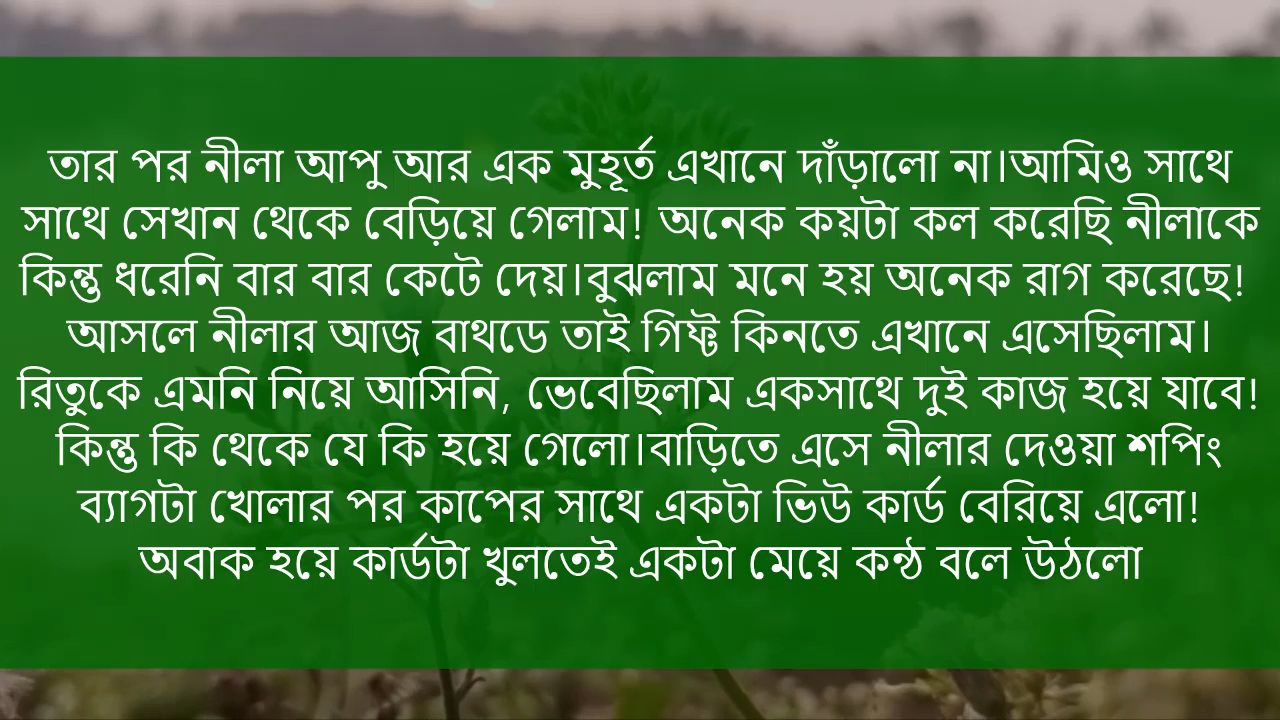 তার পর নীলা আপু আর এক মুহূর্ত এখানে দাঁড়ালো না।আমিও সাথে
সাথে সেখান থেকে বেড়িয়ে গেলাম! অনেক কয়টা কল করেছি নীলাকে
কিন্তু ধরেনি বার বার কেটে দেয়।বুঝলাম মনে হয় অনেক রাগ করেছে!
আসলে নীলার আজ বাথডে তাই গিফ্ট কিনতে এখানে এসেছিলাম।
রিতুকে এমনি নিয়ে আসিনি, ভেবেছিলাম একসাথে দুই কাজ হয়ে যাবে!
কিন্তু কি থেকে যে কি হয়ে গেলো।বাড়িতে এসে নীলার দেওয়া শপিং
ব্যাগটা খোলার পর কাপের সাথে একটা ভিউ কার্ড বেরিয়ে এলো!
অবাক হয়ে কার্ডটা খুলতেই একটা মেয়ে কন্ঠ বলে উঠলো